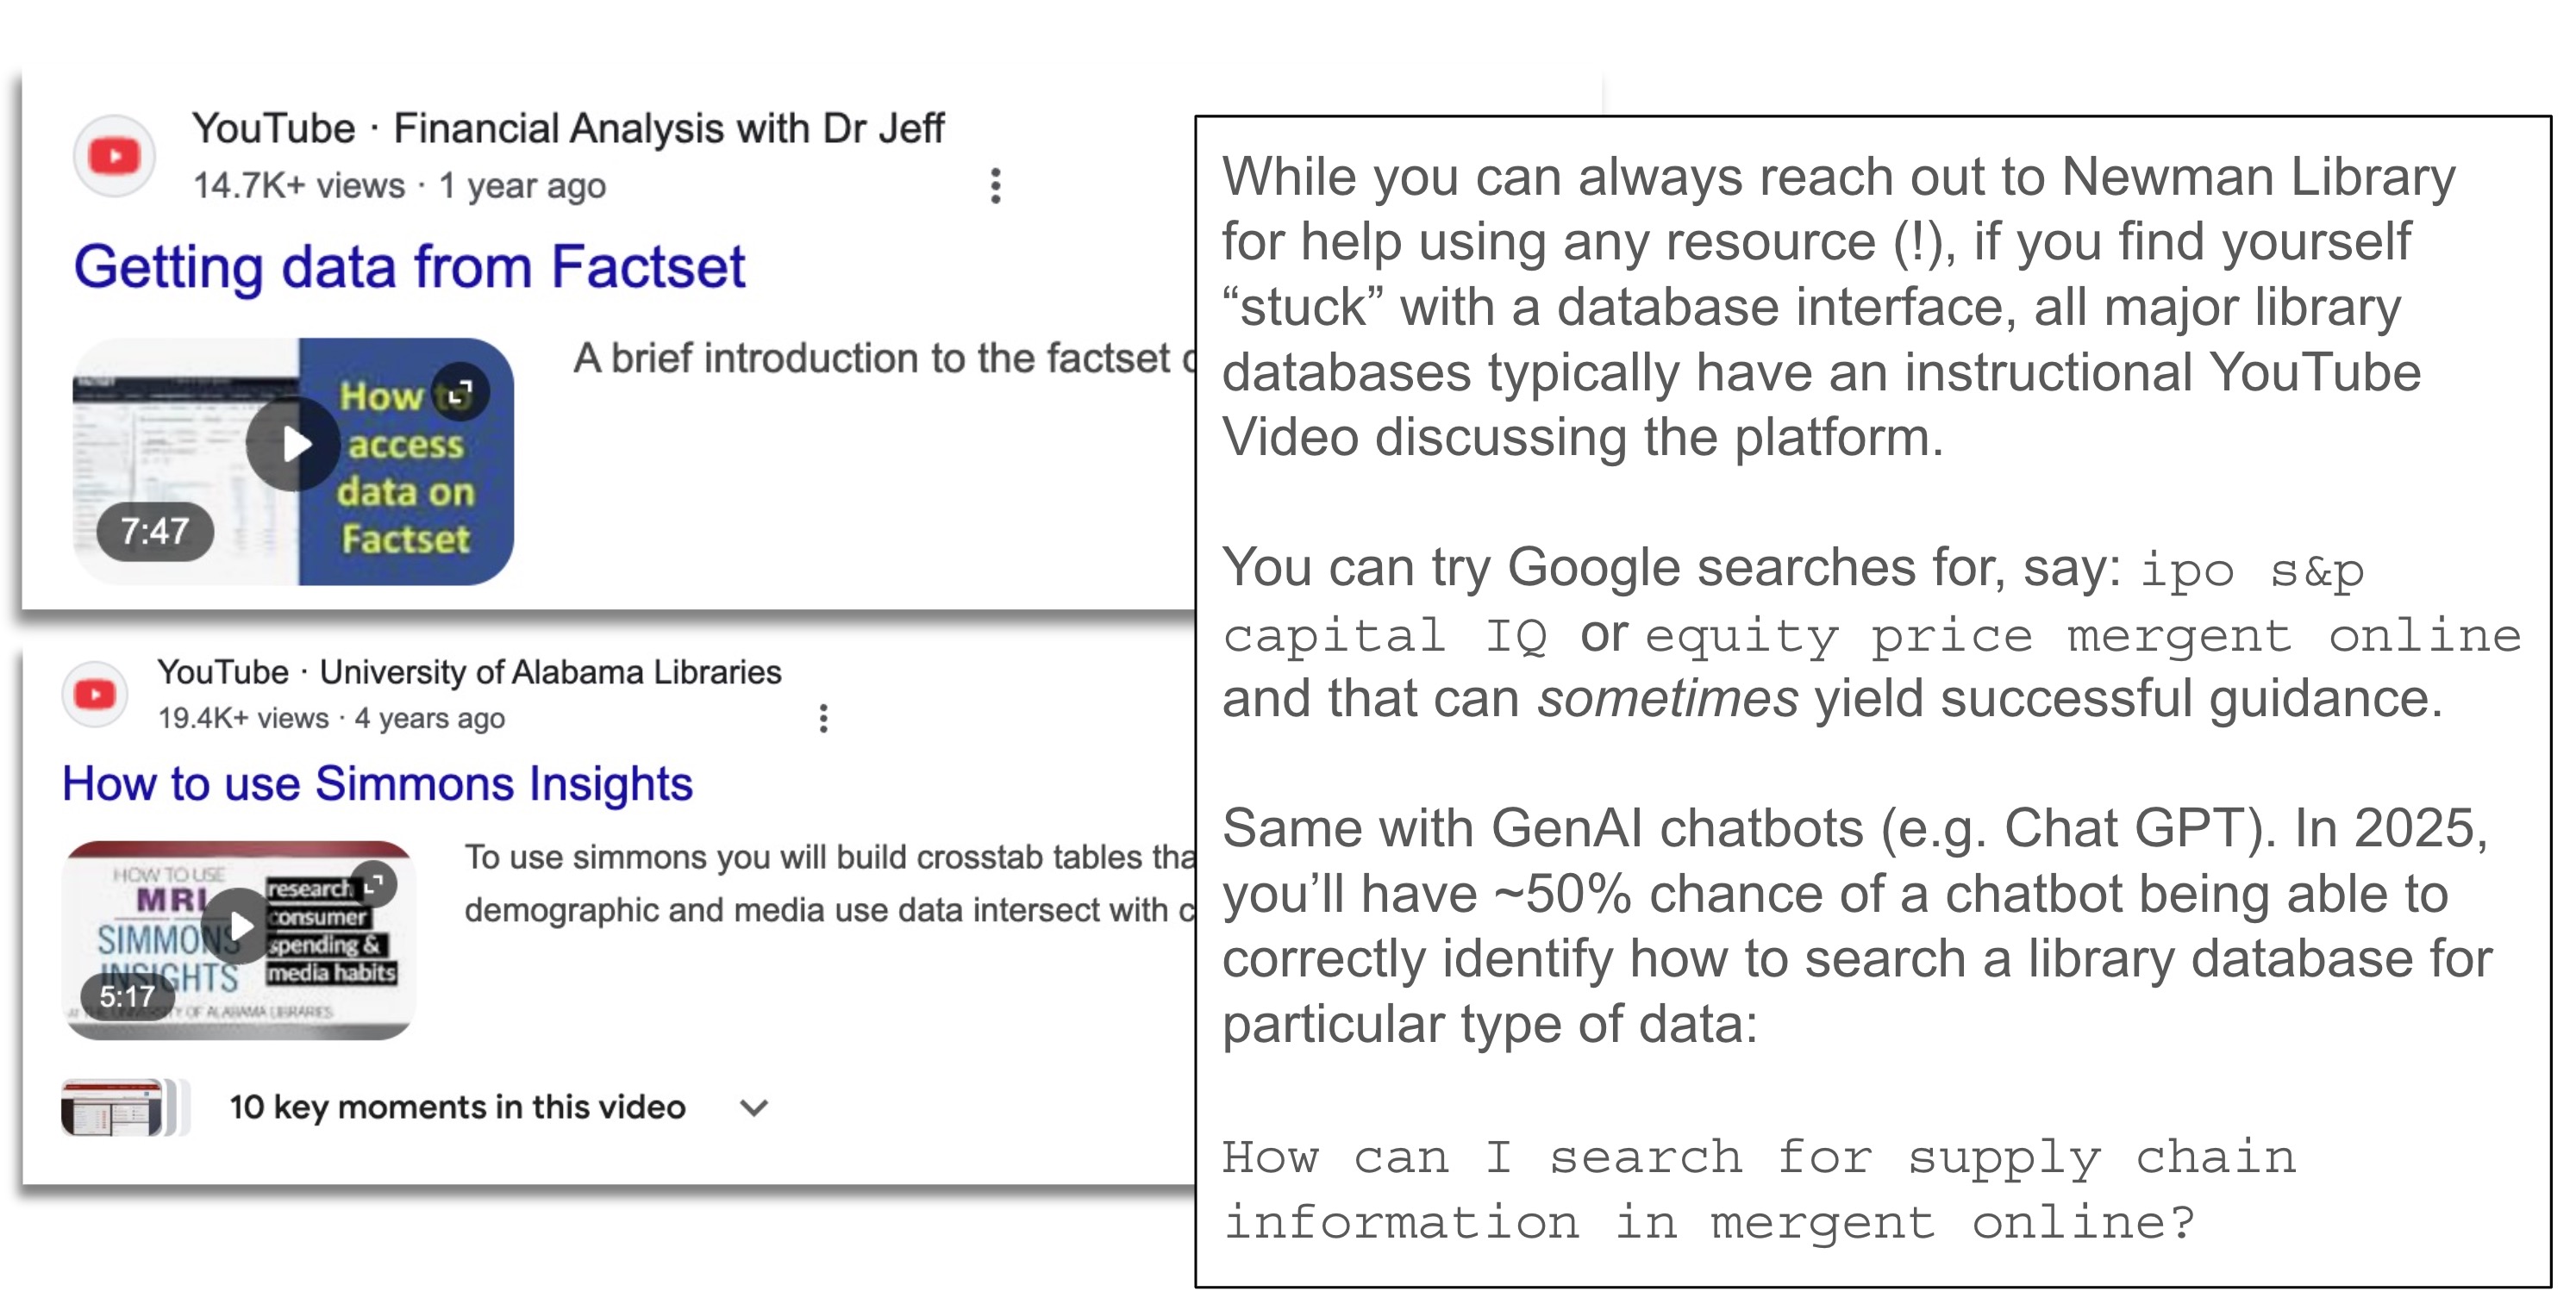 YouTube · Financial Analysis with Dr Jeff
14.7K+ views · 1 year ago
Getting data from Factset
How to
access
data on
Factset
7:47
A brief introduction to the factset
YouTube · University of Alabama Libraries
19.4K+ views · 4 years ago
How to use Simmons Insights
HOW TO USE
MRI
SIMMONS
INSIGHTS
research
consumer
spending &
media habits
5:17
OF ALABAMA LIBRARIES
To use simmons you will build crosstab tables
demographic and media use data intersect with
10 key moments in this video
While you can always reach out to Newman Library
for help using any resource (!), if you find yourself
“stuck” with a database interface, all major library
databases typically have an instructional YouTube
Video discussing the platform.
You can try Google searches for, say: ipo s&p
capital IQ or equity price mergent online
and that can sometimes yield successful guidance.
Same with GenAI chatbots (e.g. Chat GPT). In 2025,
you’ll have ~50% chance of a chatbot being able to
correctly identify how to search a library database for
particular type of data:
How can I search for supply chain
information in mergent online?